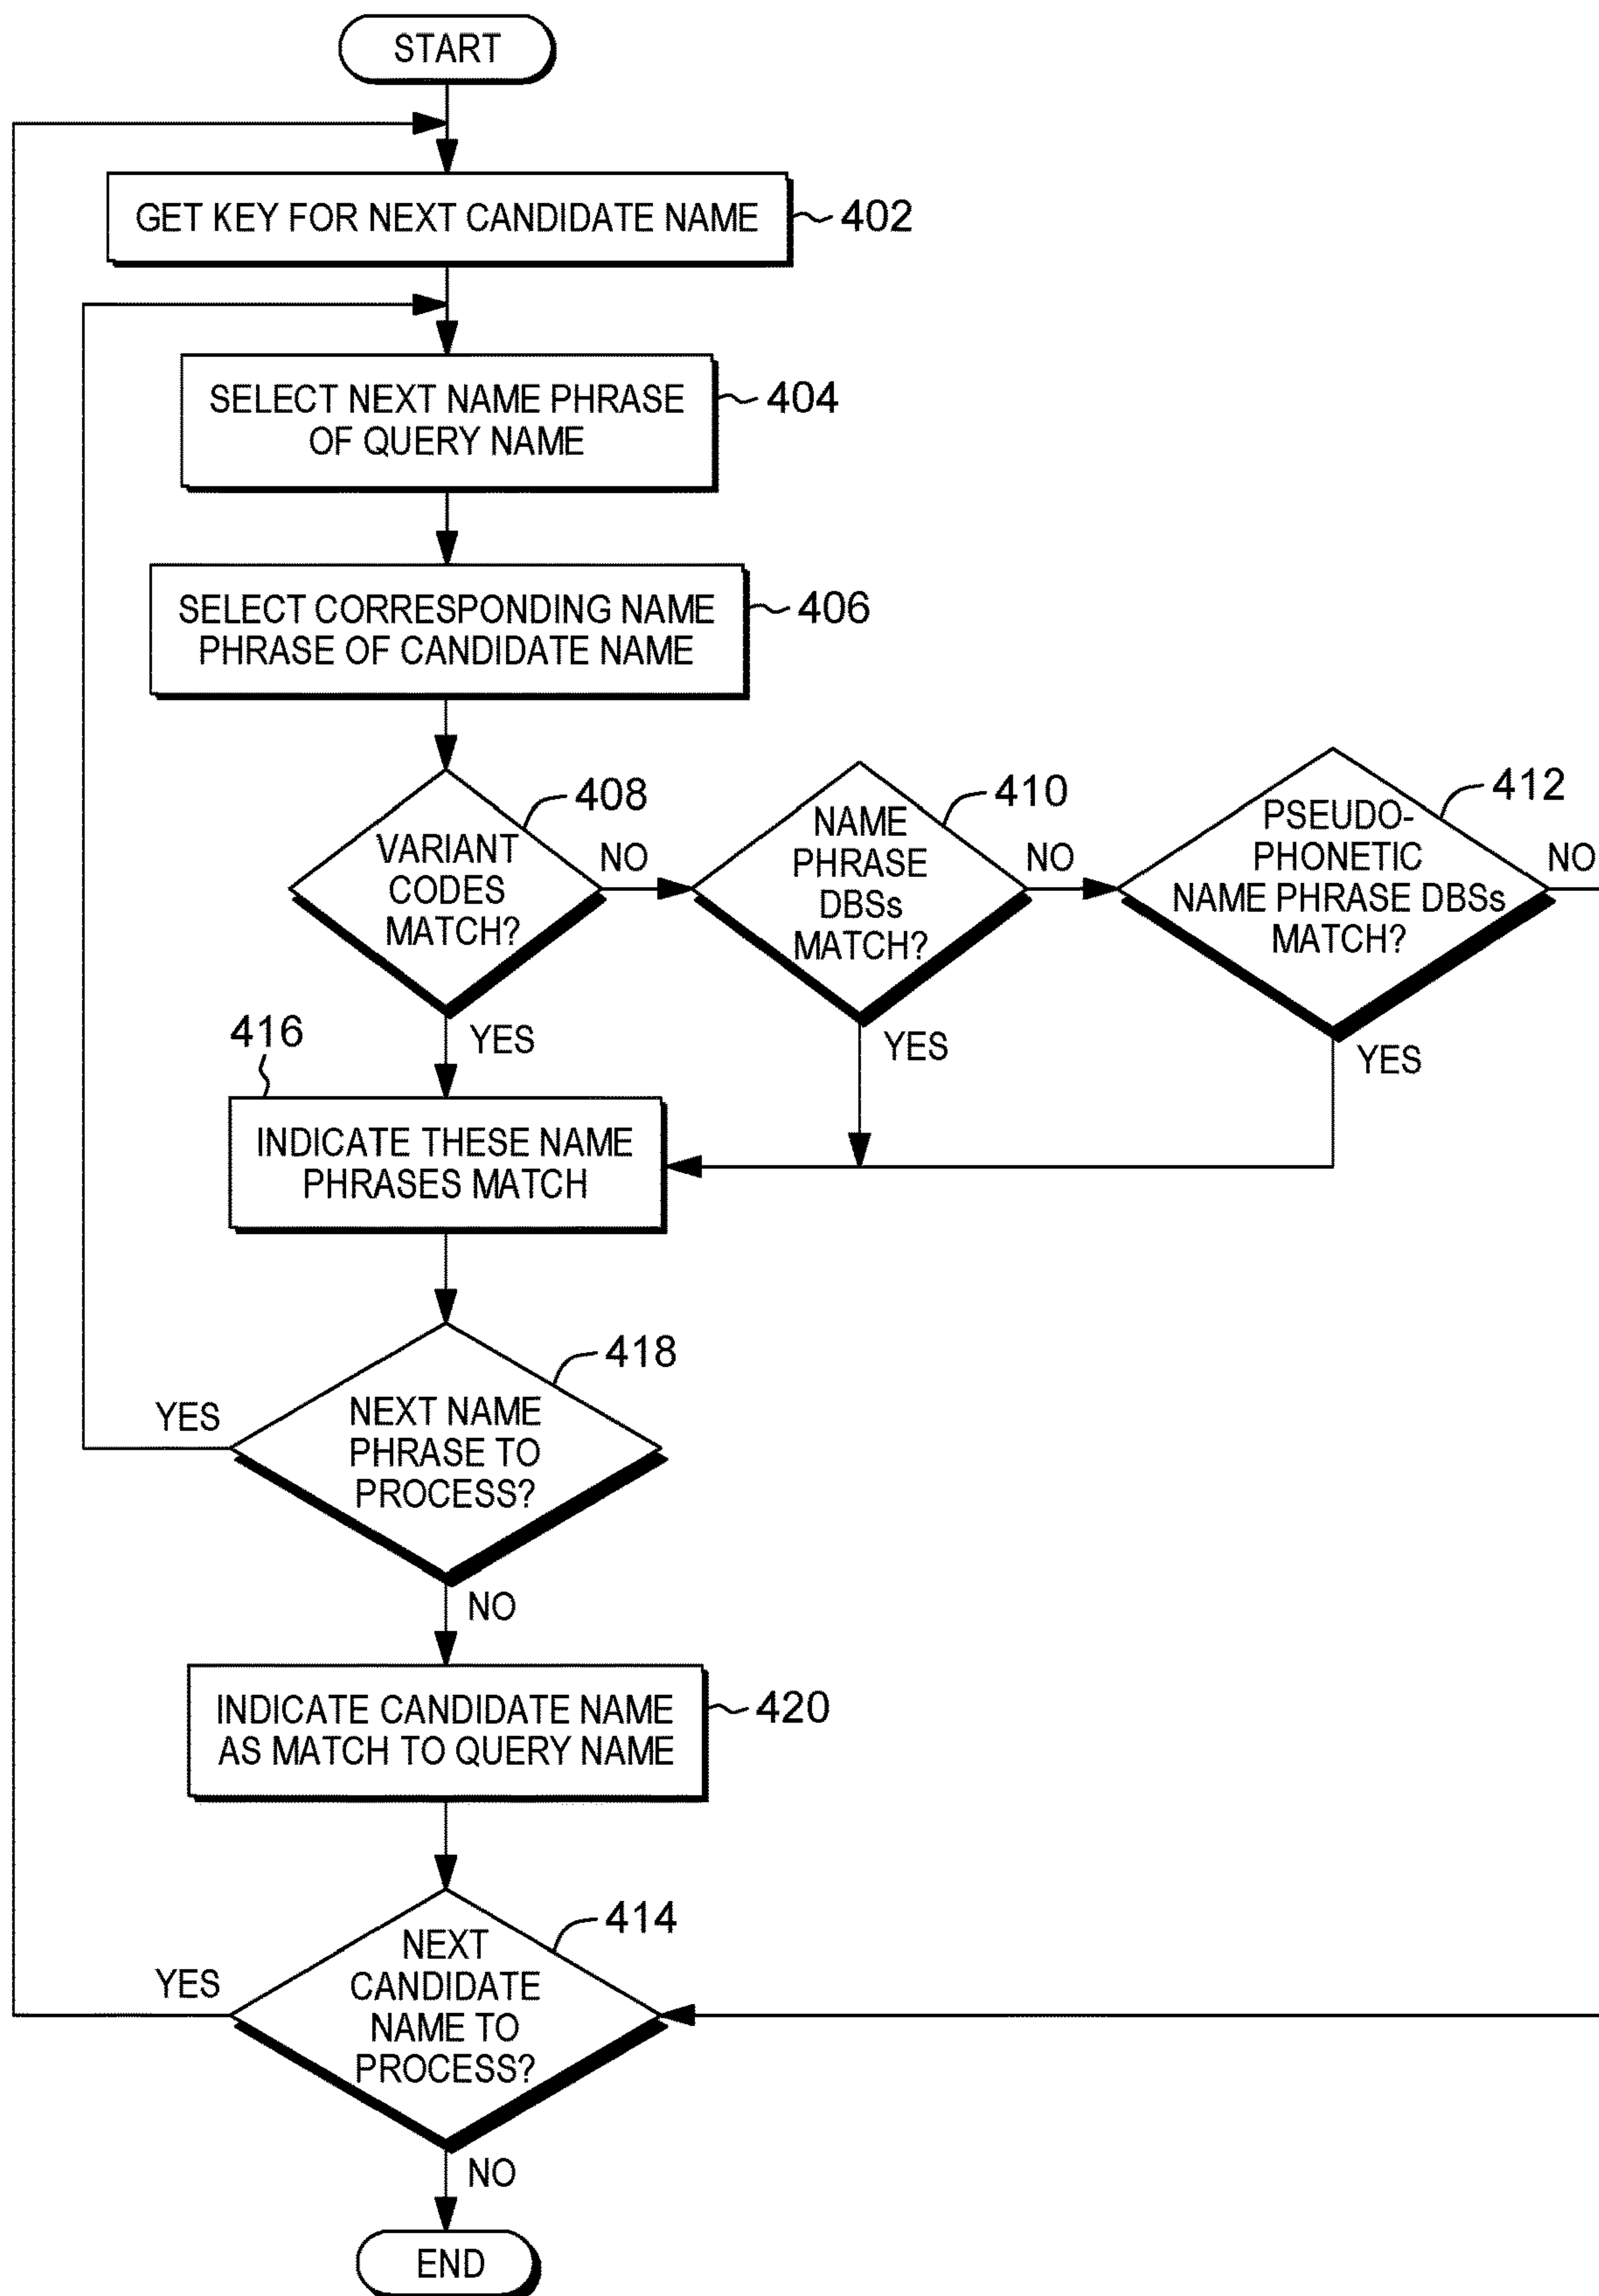 START
GET KEY FOR NEXT CANDIDATE NAME
402
SELECT NEXT NAME PHRASE
OF QUERY NAME
404
SELECT CORRESPONDING NAME
PHRASE OF CANDIDATE NAME
406
VARIANT
CODES
MATCH?
408
NO
NAME
PHRASE
DBSs
MATCH?
410
NO
PSEUDO-
PHONETIC
NAME PHRASE DBSs
MATCH?
412
NO
YES
YES
YES
416
INDICATE THESE NAME
PHRASES MATCH
418
NEXT NAME
PHRASE TO
PROCESS?
YES
NO
INDICATE CANDIDATE NAME
AS MATCH TO QUERY NAME
420
414
NEXT
CANDIDATE
NAME TO
PROCESS?
YES
NO
END